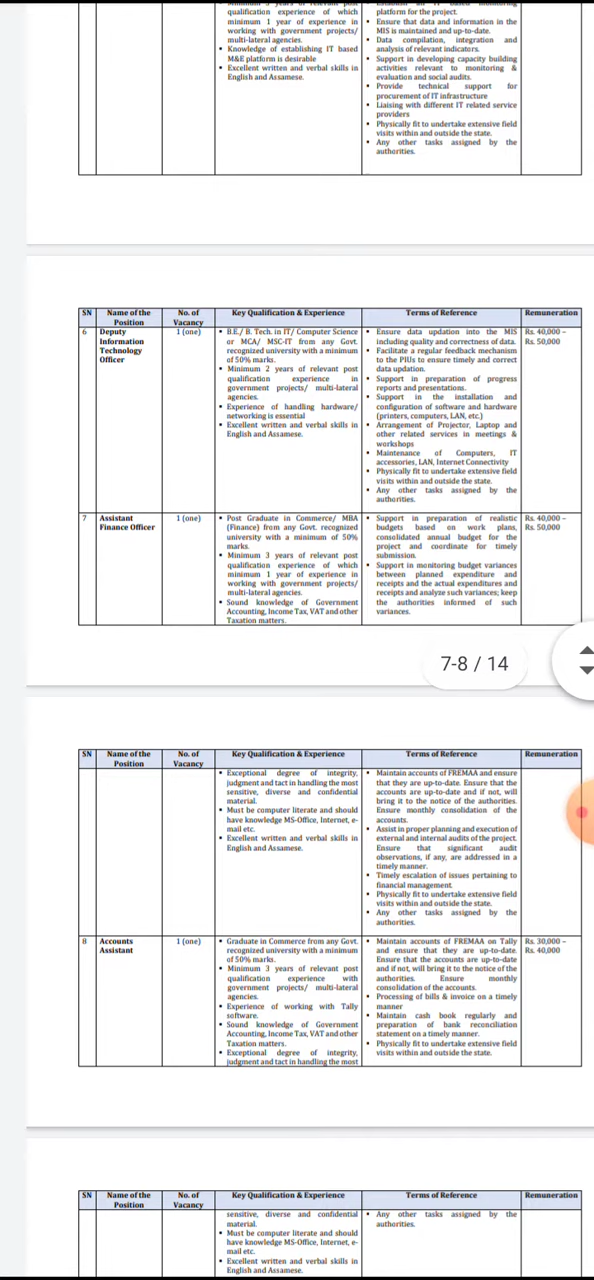 qualification experience of which
minimum 1 year of experience in
working with government projects/
multi-lateral agencies.
• Knowledge of establishing IT based
M&E platform is desirable
• Excellent written and verbal skills in
English and Assamese.
platform for the project.
• Ensure that data and information in the
MIS is maintained and up-to-date.
• Data compilation, integration and
analysis of relevant indicators.
• Support in developing capacity building
activities relevant to monitoring &
evaluation and social audits.
• Provide technical support for
procurement of IT infrastructure
• Liaising with different IT related service
providers
• Physically fit to undertake extensive field
visits within and outside the state.
• Any other tasks assigned by the
authorities.
SN Name of the Position No. of Vacancy Key Qualification & Experience Terms of Reference Remuneration
6 Deputy
Information
Technology
Officer
1 (one)
• B.E./ B. Tech. in IT/ Computer Science
or MCA/ MSC-IT from any Govt.
recognized university with a minimum
of 50% marks.
• Minimum 2 years of relevant post
qualification experience in
government projects/ multi-lateral
agencies.
• Experience of handling hardware/
networking is essential
• Excellent written and verbal skills in
English and Assamese.
• Ensure data updation into the MIS
including quality and correctness of data.
• Facilitate a regular feedback mechanism
to the PIUs to ensure timely and correct
data updation.
• Support in preparation of progress
reports and presentations.
• Support in the installation and
configuration of software and hardware
(printers, computers, LAN, etc.)
• Arrangement of Projector, Laptop and
other related services in meetings &
workshops
• Maintenance of Computers, IT
accessories, LAN, Internet Connectivity
• Physically fit to undertake extensive field
visits within and outside the state.
• Any other tasks assigned by the
authorities.
Rs. 40,000 –
Rs. 50,000
7 Assistant
Finance Officer
1 (one)
• Post Graduate in Commerce/ MBA
(Finance) from any Govt. recognized
university with a minimum of 50%
marks.
• Minimum 3 years of relevant post
qualification experience of which
minimum 1 year of experience in
working with government projects/
multi-lateral agencies.
• Sound knowledge of Government
Accounting, Income Tax, VAT and other
Taxation matters.
• Support in preparation of realistic
budgets based on work plans,
consolidated annual budget for the
project and coordinate for timely
submission.
• Support in monitoring budget variances
between planned expenditure and
receipts and the actual expenditures and
receipts and analyze such variances; keep
the authorities informed of such
variances.
Rs. 40,000 –
Rs. 50,000
7-8 / 14
SN Name of the Position No. of Vacancy Key Qualification & Experience Terms of Reference Remuneration
• Exceptional degree of integrity,
judgment and tact in handling the most
sensitive, diverse and confidential
material.
• Must be computer literate and should
have knowledge MS-Office, Internet, e-
mail etc.
• Excellent written and verbal skills in
English and Assamese.
• Maintain accounts of FREMAA and ensure
that they are up-to-date. Ensure that the
accounts are up-to-date and if not, will
bring it to the notice of the authorities.
Ensure monthly consolidation of the
accounts.
• Assist in proper planning and execution of
external and internal audits of the project.
Ensure that significant audit
observations, if any, are addressed in a
timely manner.
• Timely escalation of issues pertaining to
financial management.
• Physically fit to undertake extensive field
visits within and outside the state.
• Any other tasks assigned by the
authorities.
8 Accounts
Assistant
1 (one)
• Graduate in Commerce from any Govt.
recognized university with a minimum
of 50% marks.
• Minimum 3 years of relevant post
qualification experience with
government projects/ multi-lateral
agencies.
• Experience of working with Tally
software.
• Sound knowledge of Government
Accounting, Income Tax, VAT and other
Taxation matters.
• Exceptional degree of integrity,
judgment and tact in handling the most
• Maintain accounts of FREMAA on Tally
and ensure that they are up-to-date.
Ensure that the accounts are up-to-date
and if not, will bring it to the notice of the
authorities. Ensure monthly
consolidation of the accounts.
• Processing of bills & invoice on a timely
manner
• Maintain cash book regularly and
preparation of bank reconciliation
statement on a timely manner.
• Physically fit to undertake extensive field
visits within and outside the state.
Rs. 30,000 –
Rs. 40,000
SN Name of the Position No. of Vacancy Key Qualification & Experience Terms of Reference Remuneration
sensitive, diverse and confidential
material.
• Must be computer literate and should
have knowledge MS-Office, Internet, e-
mail etc.
• Excellent written and verbal skills in
English and Assamese.
• Any other tasks assigned by the
authorities.